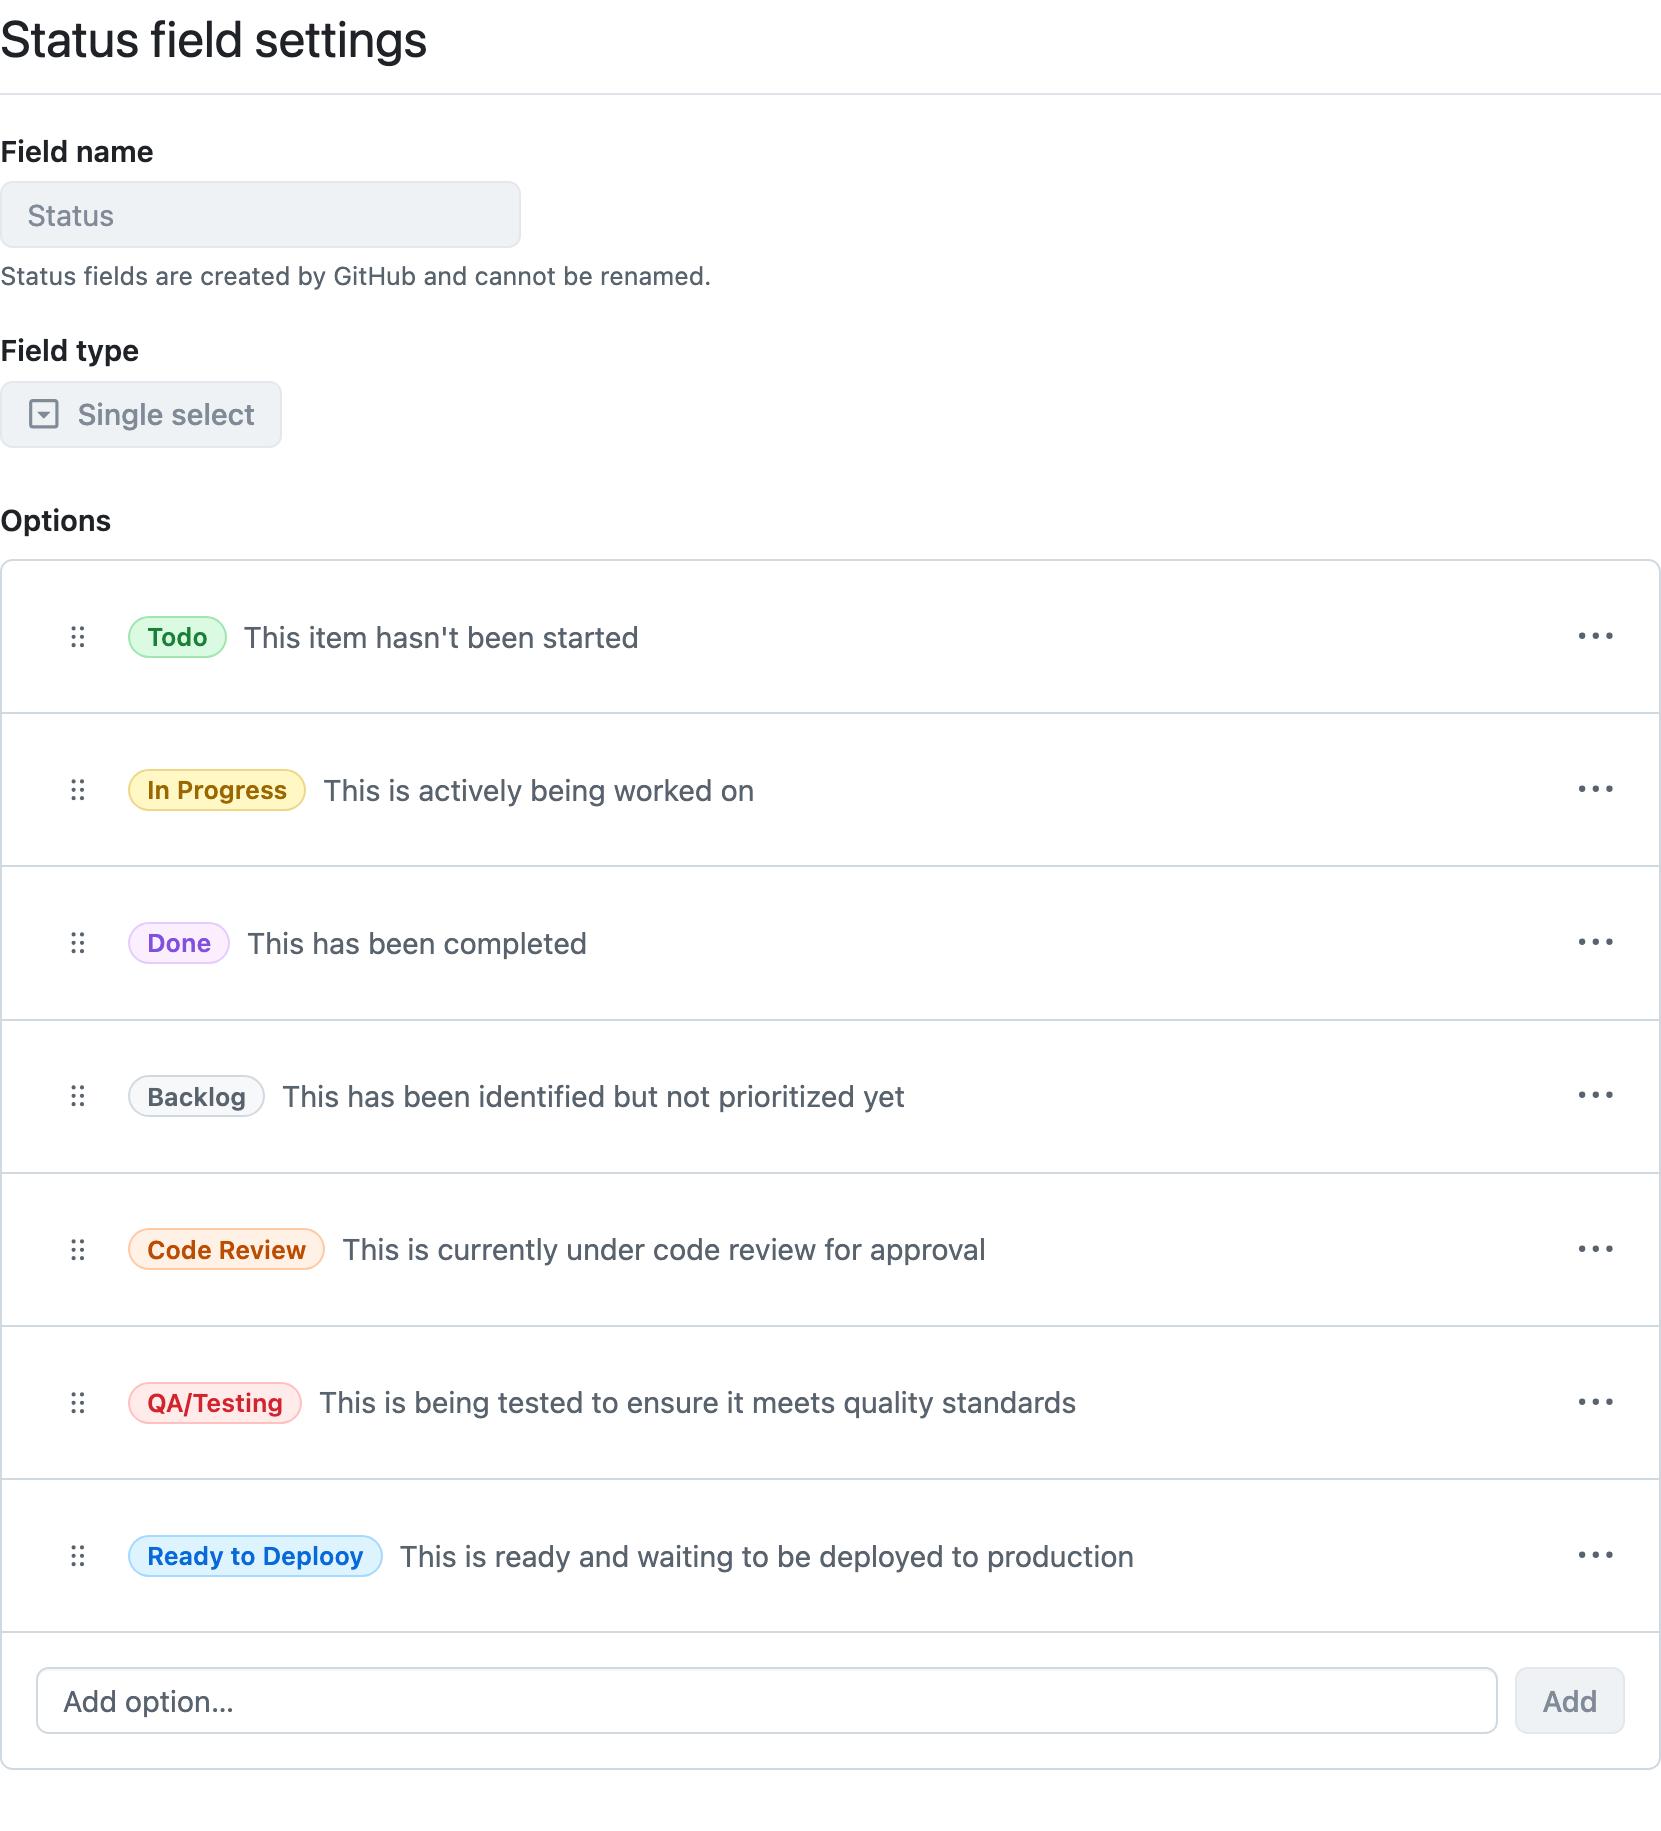 Status field settings
Field name
Status
Status fields are created by GitHub and cannot be renamed.
Field type
Single select
Options
Todo This item hasn't been started
In Progress This is actively being worked on
Done This has been completed
Backlog This has been identified but not prioritized yet
Code Review This is currently under code review for approval
QA/Testing This is being tested to ensure it meets quality standards
Ready to Deplooy This is ready and waiting to be deployed to production
Add option... Add